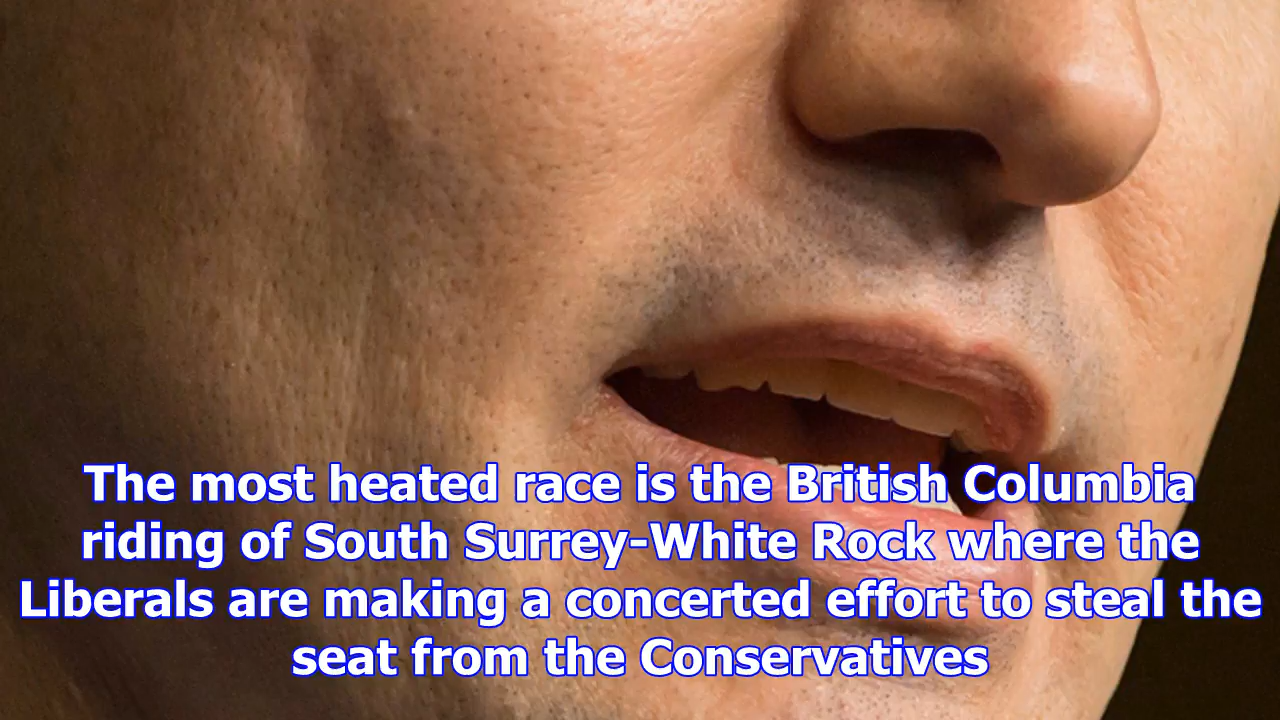 The most heated race is the British Columbia
riding of South Surrey-White Rock where the
Liberals are making a concerted effort to steal the
seat from the Conservatives